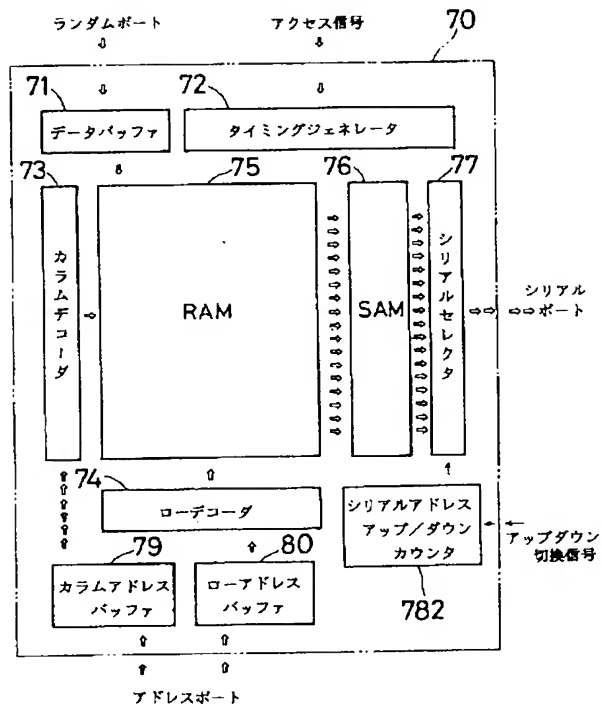 ランダムポート
アクセス信号
70
71
72
データバッファ
タイミングジェネレータ
73
75
76
77
カラムデコーダ
RAM
SAM
シリアルセレクタ
シリアル
ポート
74
ローデコーダ
シリアルアドレス
アップ/ダウン
カウンタ
アップダウン
切換信号
79
80
カラムアドレス
バッファ
ローアドレス
バッファ
782
アドレスポート